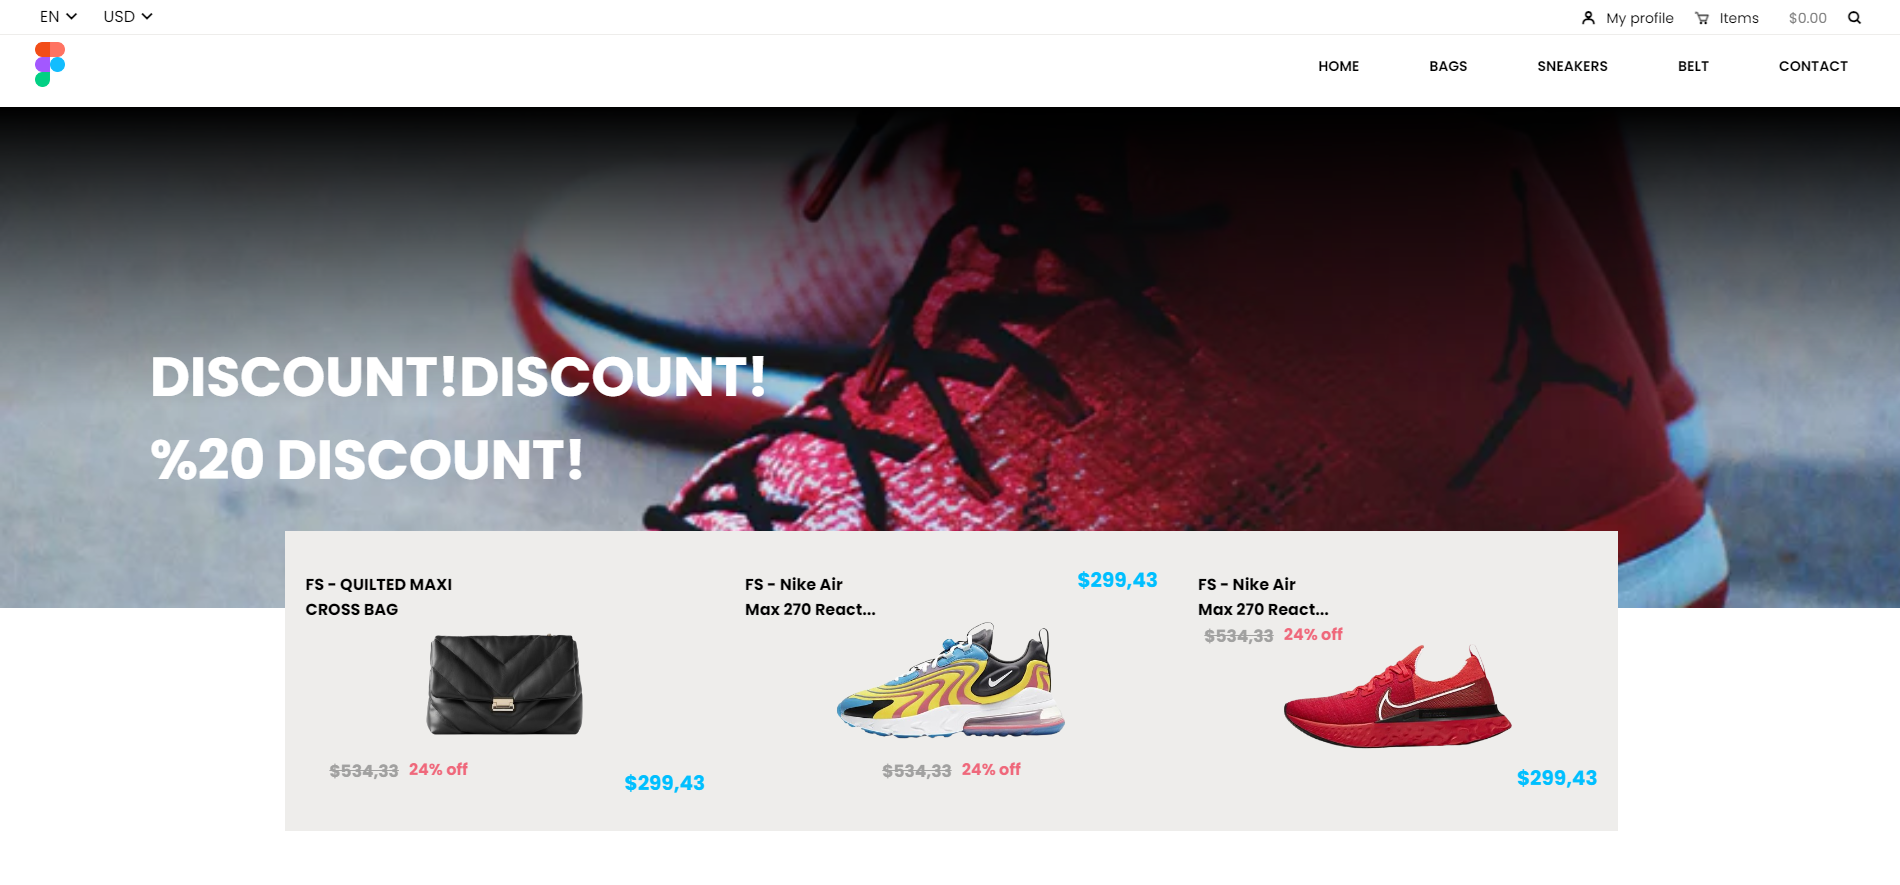 EN USD My profile Items $0.00
HOME BAGS SNEAKERS BELT CONTACT
DISCOUNT!DISCOUNT!
%20 DISCOUNT!
FS - QUILTED MAXI
CROSS BAG
$534,33 24% off
$299,43
FS - Nike Air
Max 270 React...
$299,43
$534,33 24% off
FS - Nike Air
Max 270 React...
$534,33 24% off
$299,43